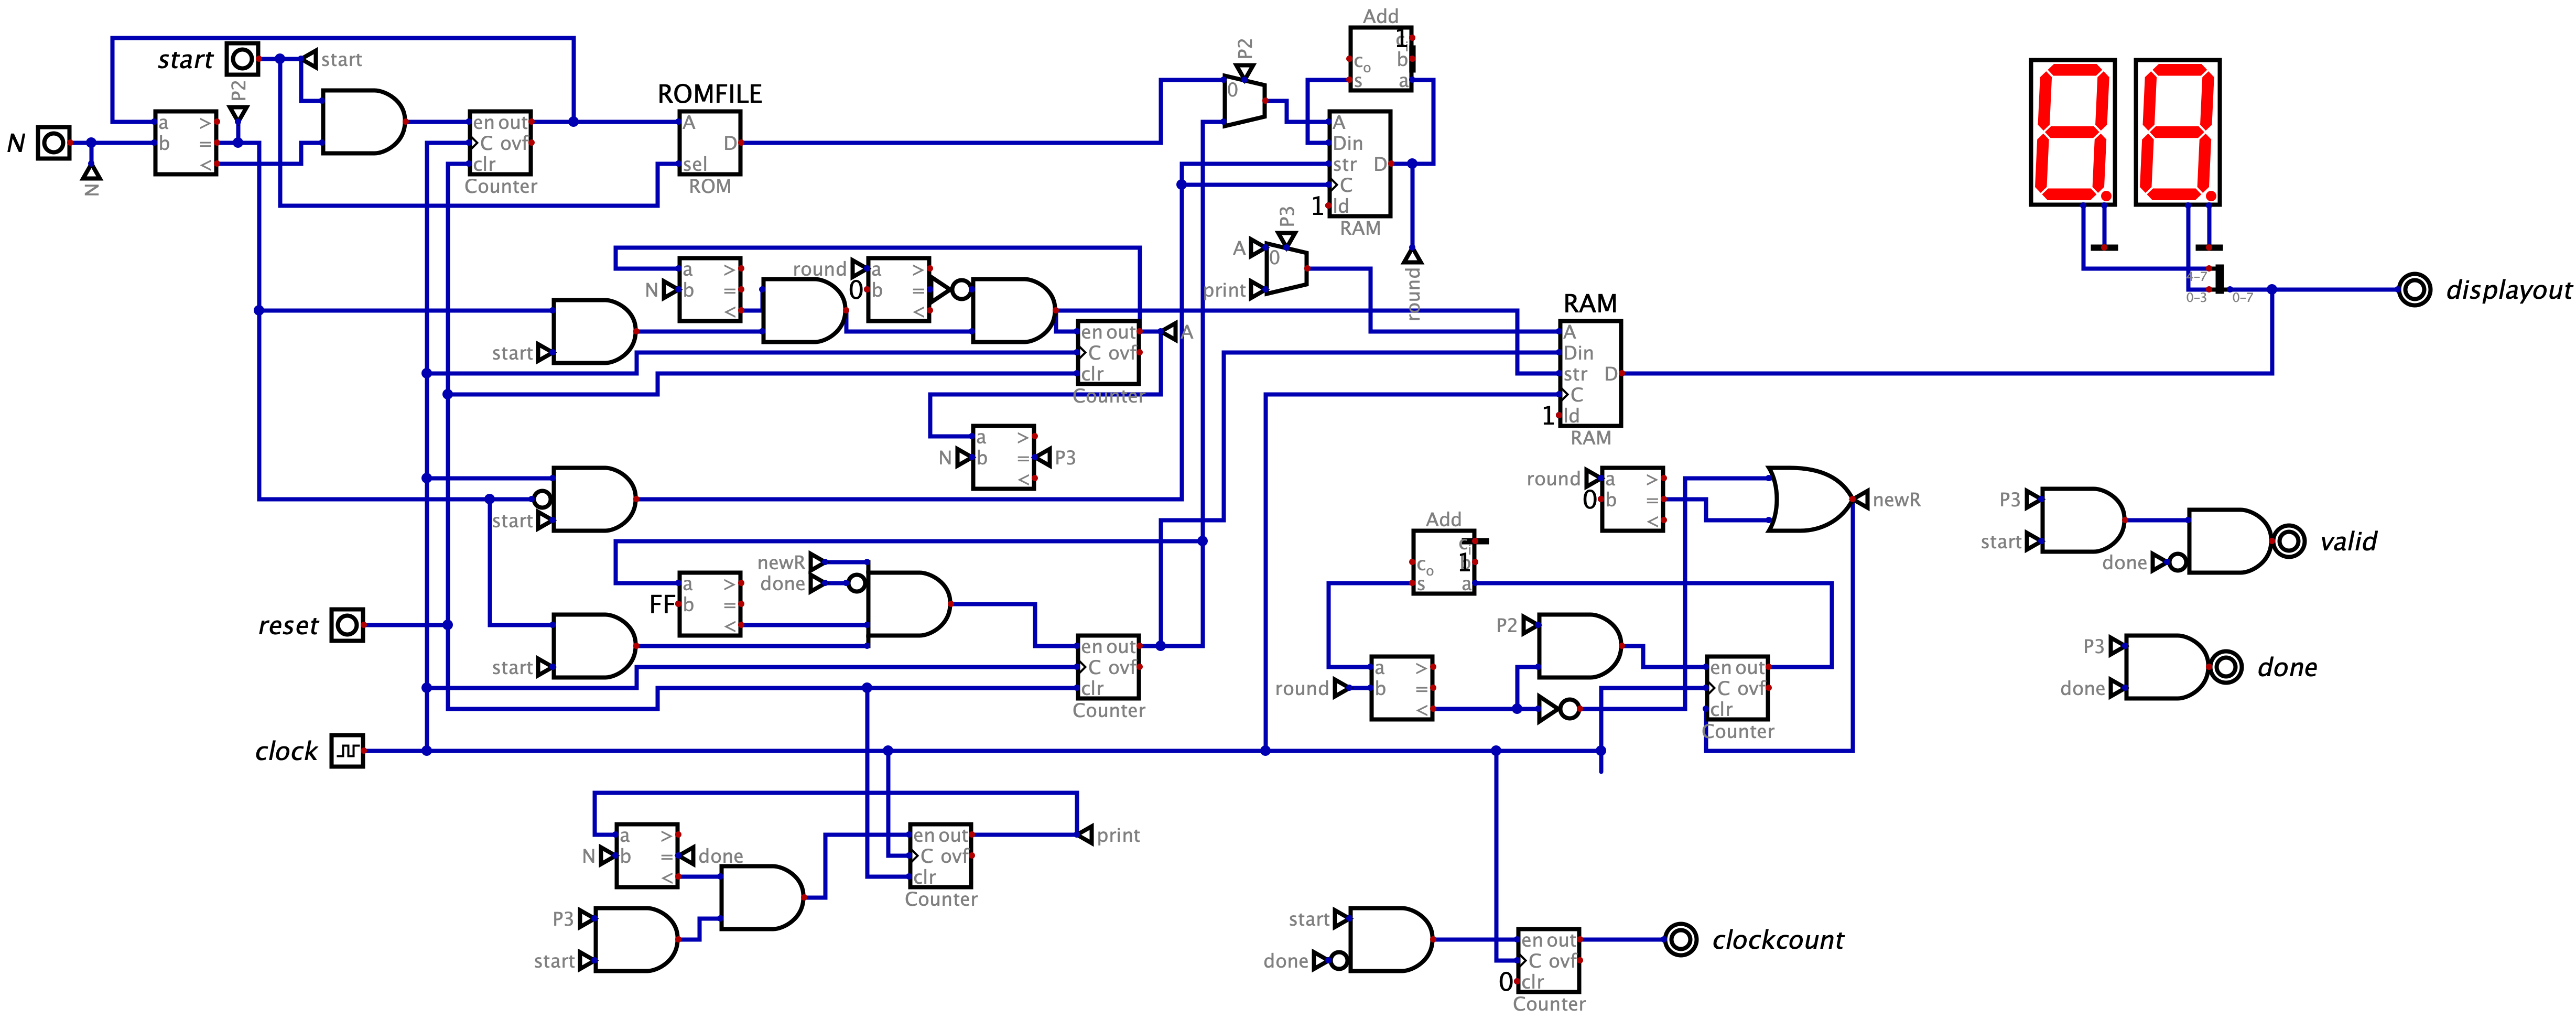 start
start
P2
N
N
a
b
>
=
<
en out
C ovf
clr
Counter
ROMFILE
A
D
sel
ROM
P2
0
Add
1
b
c₀
s
a
A
Din
str
D
C
1
ld
RAM
P3
A
0
print
round
a
b
>
=
<
N
round
0
a
b
>
=
<
start
en out
C ovf
clr
Counter
A
N
a
b
>
=
<
P3
RAM
A
Din
str
D
C
1
ld
RAM
4-7
0-3
0-7
displayout
start
newR
done
FF
a
b
>
=
<
start
reset
en out
C ovf
clr
Counter
clock
round
0
a
b
>
=
<
newR
Add
c₀
1
s
a
P2
round
a
b
>
=
<
en out
C ovf
clr
Counter
P3
start
done
valid
P3
done
done
N
a
b
>
=
<
done
P3
start
en out
C ovf
clr
Counter
print
start
done
0
en out
C ovf
clr
Counter
clockcount